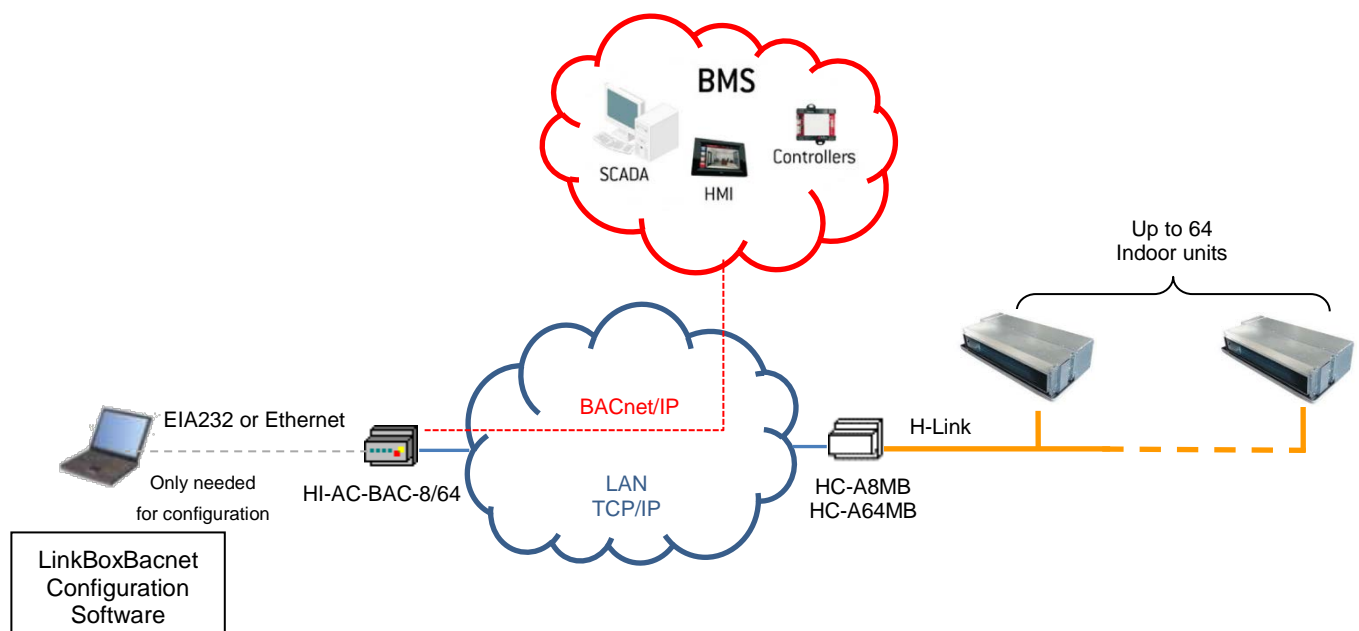 BMS
SCADA
HMI
Controllers
Up to 64
Indoor units
EIA232 or Ethernet
BACnet/IP
H-Link
Only needed
for configuration
HI-AC-BAC-8/64
LAN
TCP/IP
HC-A8MB
HC-A64MB
LinkBoxBacnet
Configuration
Software